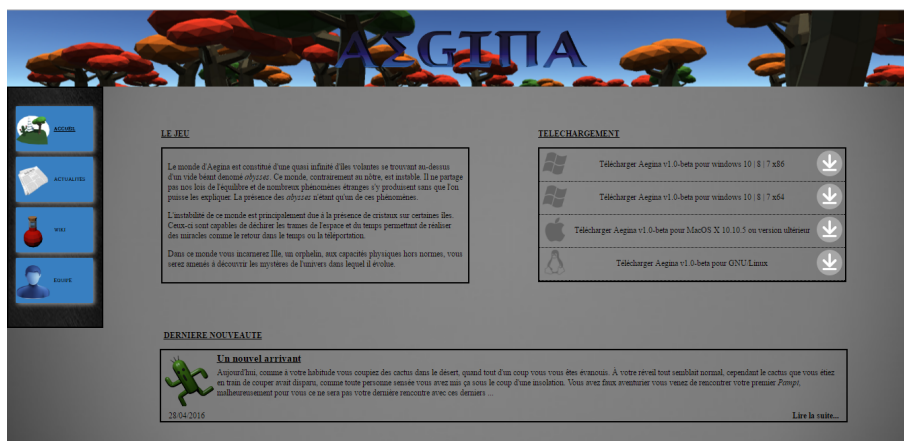 AΣGIΠA
ACCUEIL
ACTUALITES
WIKI
EQUIPE
LE JEU
Le monde d'Aegina est constitué d'une quasi infinité d'îles volantes se trouvant au-dessus
d'un vide béant dénomé abysses. Ce monde, contrairement au nôtre, est instable. Il ne partage
pas nos lois de l'équilibre et de nombreux phénomènes étranges s'y produisent sans que l'on
puisse les expliquer. La présence des abysses n'étant qu'un de ces phénomènes.
L'instabilité de ce monde est principalement due à la présence de cristaux sur certaines îles.
Ceux-ci sont capables de déchirer les trames de l'espace et du temps permettant de réaliser
des miracles comme le retour dans le temps ou la téléportation.
Dans ce Monde vous incarnerez Ille, un orphelin, aux capacités physiques hors normes, vous
serez amenés à découvrir les mystères de l'univers dans lequel il évolue.
TELECHARGEMENT
Télécharger Aegina v1.0-beta pour windows 10 | 8 | 7 x86
Télécharger Aegina v1.0-beta pour windows 10 | 8 | 7 x64
Télécharger Aegina v1.0-beta pour MacOS X 10.10.5 ou version ultérieur
Télécharger Aegina v1.0-beta pour GNU/Linux
DERNIERE NOUVEAUTE
Un nouvel arrivant
Aujourd'hui, comme à votre habitude vous coupiez des cactus dans le désert, quand tout d'un coup vous vous êtes évanouis. À votre réveil tout semblait normal, cependant le cactus que vous étiez
en train de couper avait disparu, comme toute personne sensée vous avez mis ça sous le coup d'une insolation. Vous avez faux aventurier vous venez de rencontrer votre premier Pampi,
malheureusement pour vous ce ne sera pas votre dernière rencontre avec ces derniers ...
28/04/2016
Lire la suite...